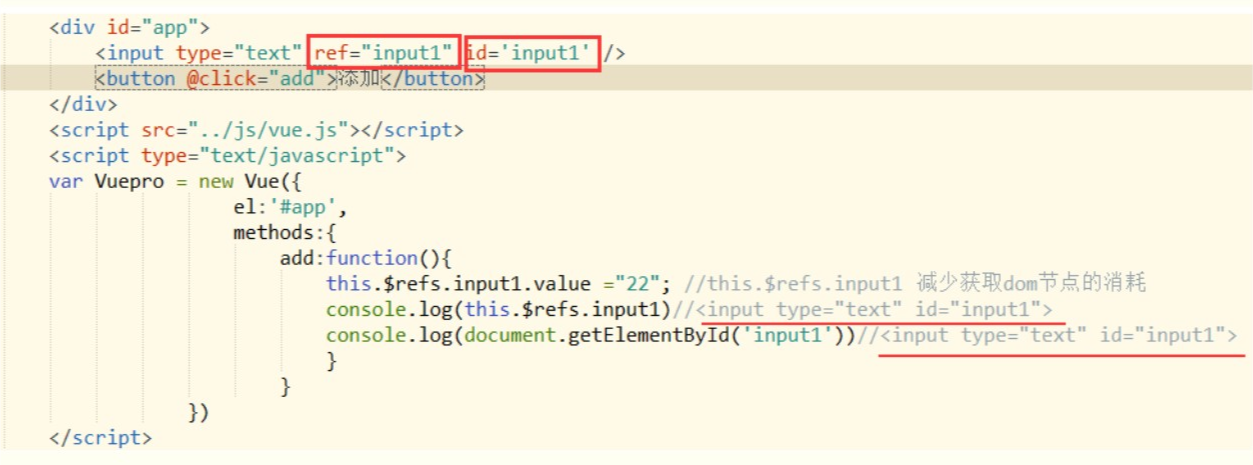 <div id="app">
<input type="text" ref="input1" id='input1' />
<button @click="add">添加</button>
</div>
<script src="../js/vue.js"></script>
<script type="text/javascript">
var Vuepro = new Vue({
el:'#app',
methods:{
add:function(){
this.$refs.input1.value ="22"; //this.$refs.input1 减少获取dom节点的消耗
console.log(this.$refs.input1)//<input type="text" id="input1">
console.log(document.getElementById('input1'))//<input type="text" id="input1">
}
}
})
</script>